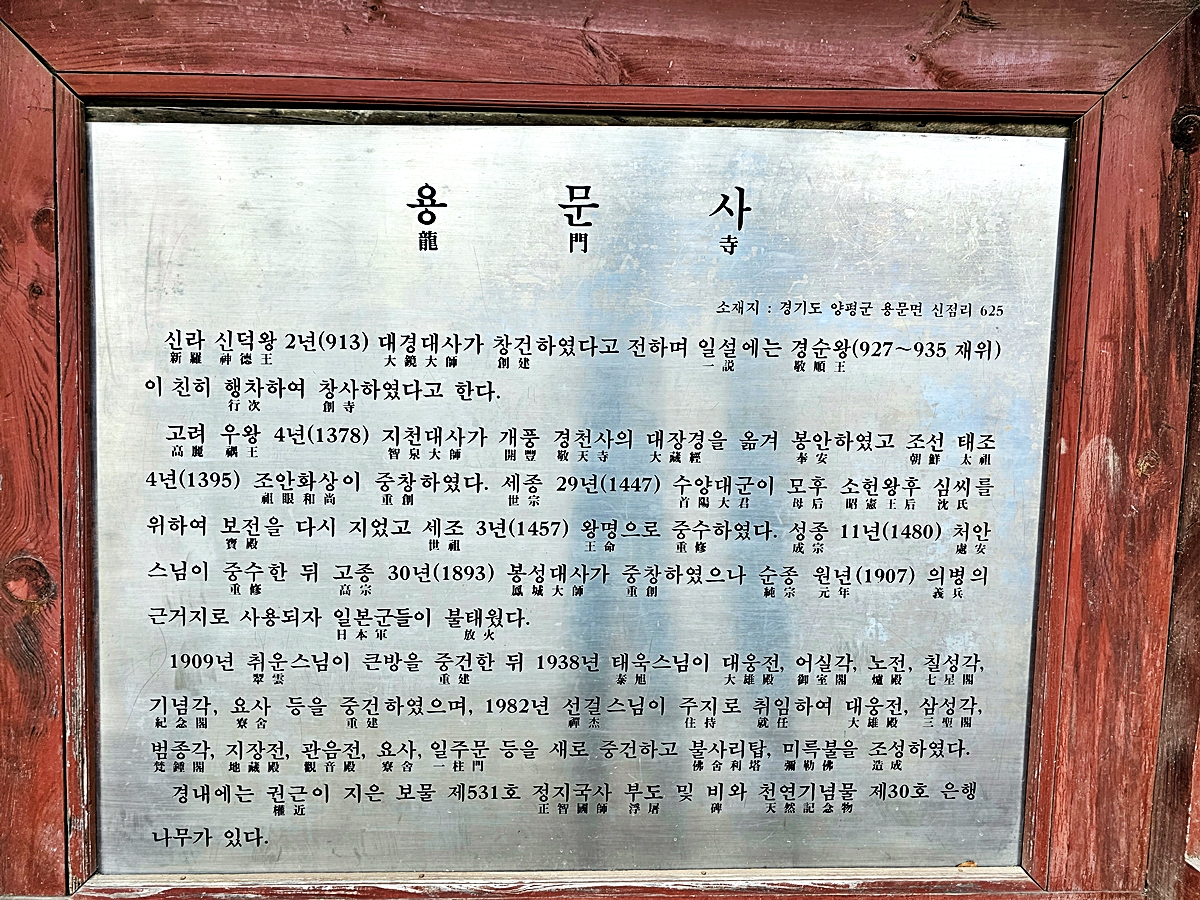 용 문 사
龍 門 寺
소재지 : 경기도 양평군 용문면 신점리 625
신라 신덕왕 2년(913) 대경대사가 창건하였다고 전하며 일설에는 경순왕(927~935 재위)
新羅 神德王 大鏡大師 創建 一説 敬順王
이 친히 행차하여 창사하였다고 한다.
行次 創寺
고려 우왕 4년(1378) 지천대사가 개풍 경천사의 대장경을 옮겨 봉안하였고 조선 태조
高麗 禑王 智泉大師 開豐 敬天寺 大藏經 奉安 朝鮮 太祖
4년(1395) 조안화상이 중창하였다. 세종 29년(1447) 수양대군이 모후 소헌왕후 심씨를
祖眼和尚 重創 世宗 首陽大君 母后 昭憲王后 沈氏
위하여 보전을 다시 지었고 세조 3년(1457) 왕명으로 중수하였다. 성종 11년(1480) 처안
寶殿 世祖 王命 重修 成宗 處安
스님이 중수한 뒤 고종 30년(1893) 봉성대사가 중창하였으나 순종 원년(1907) 의병의
重修 高宗 鳳城大師 重創 純宗 元年 義兵
근거지로 사용되자 일본군들이 불태웠다.
日本軍 放火
1909년 취운스님이 큰방을 중건한 뒤 1938년 태욱스님이 대웅전, 어실각, 노전, 칠성각,
翠雲 重建 泰旭 大雄殿 御室閣 爐殿 七星閣
기념각, 요사 등을 중건하였으며, 1982년 선걸스님이 주지로 취임하여 대웅전, 삼성각,
紀念閣 寮舍 重建 禪杰 住持 就任 大雄殿 三聖閣
범종각, 지장전, 관음전, 요사, 일주문 등을 새로 중건하고 불사리탑, 미륵불을 조성하였다.
梵鍾閣 地藏殿 觀音殿 寮舍 一柱門 佛舍利塔 彌勒佛 造成
경내에는 권근이 지은 보물 제531호 정지국사 부도 및 비와 천연기념물 제30호 은행
權近 正智國師 浮屠 碑 天然記念物
나무가 있다.